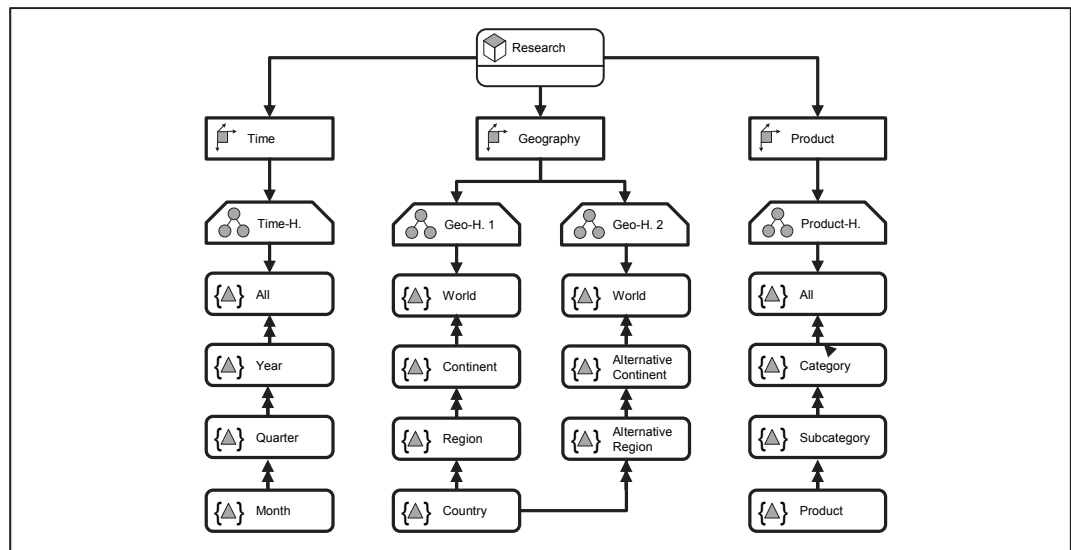 Research
Time
Geography
Product
Time-H.
Geo-H. 1
Geo-H. 2
Product-H.
All
World
World
All
Year
Continent
Alternative
Continent
Category
Quarter
Region
Alternative
Region
Subcategory
Month
Country
Product